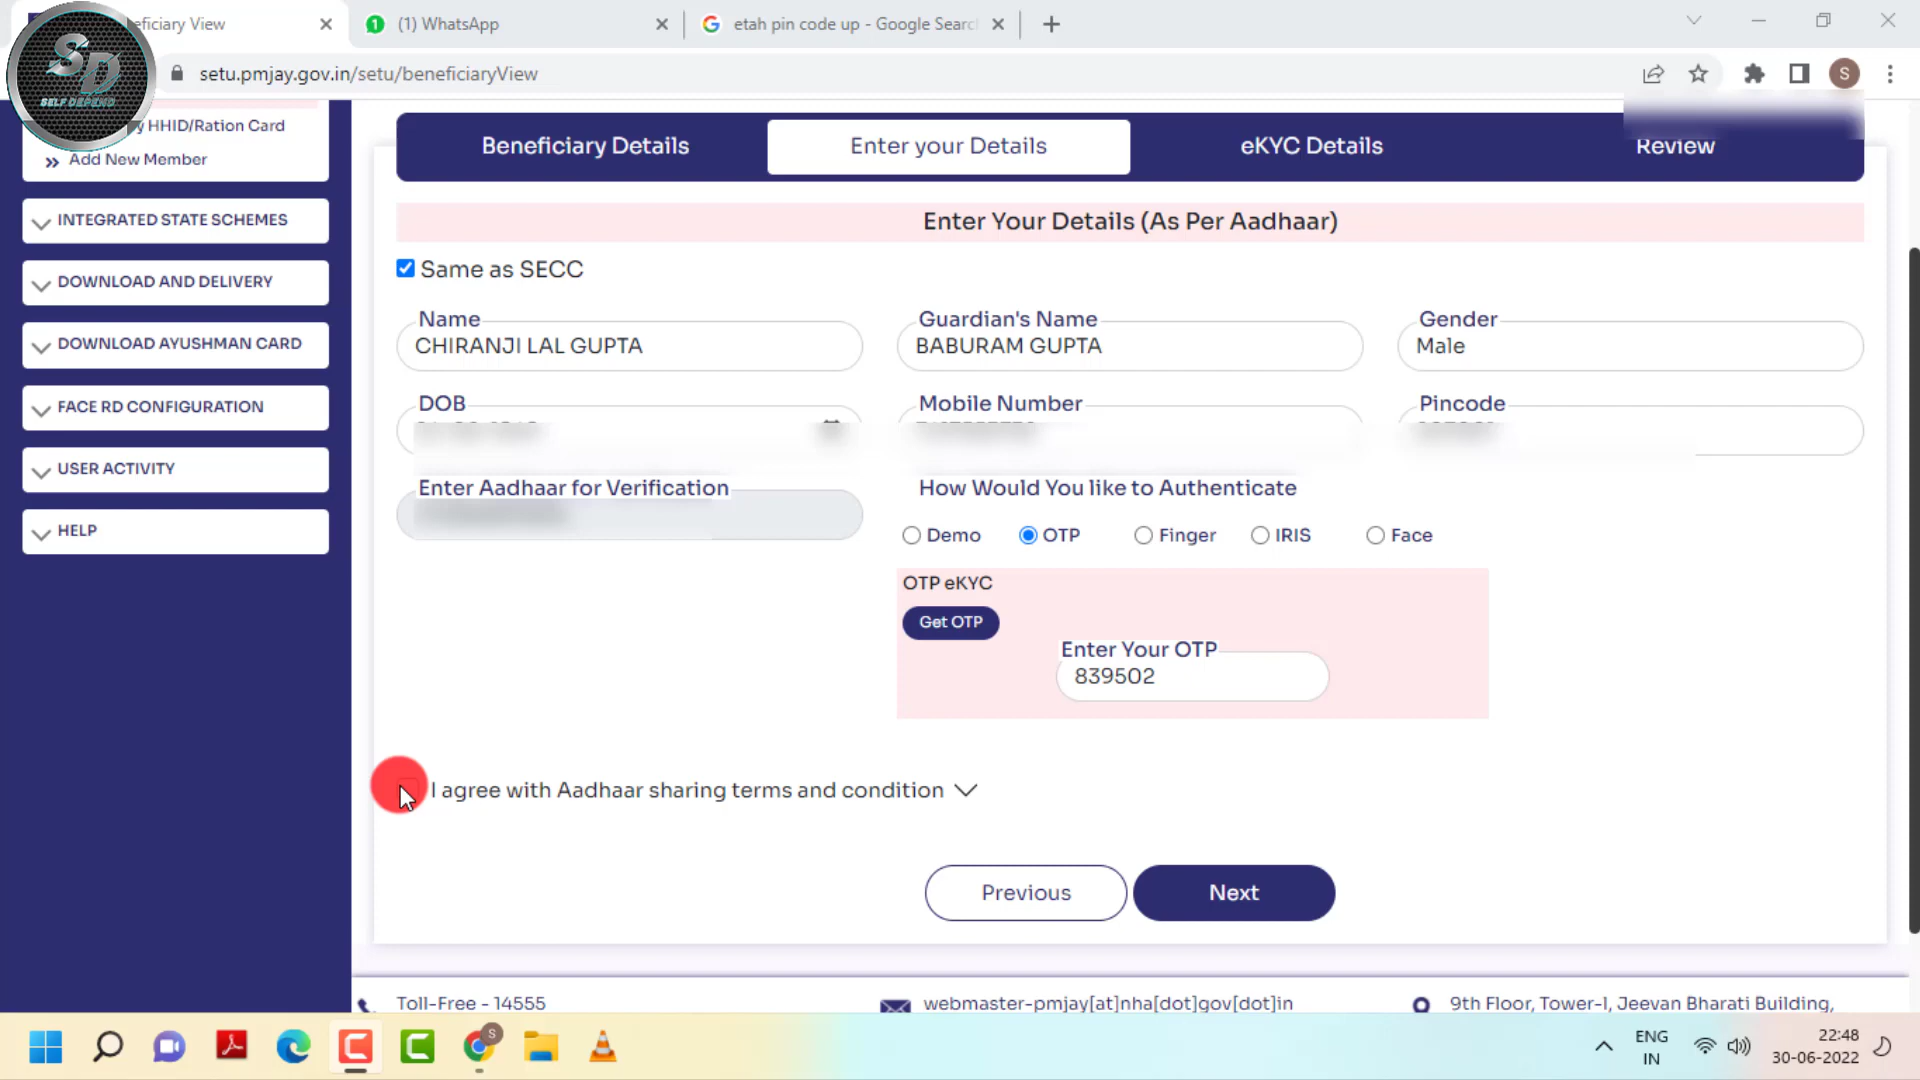 eficiary View
(1) WhatsApp
etah pin code up - Google Searc
setu.pmjay.gov.in/setu/beneficiaryView
SD
SELF DEPEND
y HHID/Ration Card
Add New Member
INTEGRATED STATE SCHEMES
DOWNLOAD AND DELIVERY
DOWNLOAD AYUSHMAN CARD
FACE RD CONFIGURATION
USER ACTIVITY
HELP
Beneficiary Details
Enter your Details
eKYC Details
Review
Enter Your Details (As Per Aadhaar)
Same as SECC
Name
Guardian's Name
Gender
CHIRANJI LAL GUPTA
BABURAM GUPTA
Male
DOB
Mobile Number
Pincode
Enter Aadhaar for Verification
How Would You like to Authenticate
Demo
OTP
Finger
IRIS
Face
OTP eKYC
Get OTP
Enter Your OTP
839502
I agree with Aadhaar sharing terms and condition
Previous
Next
Toll-Free - 14555
webmaster-pmjay[at]nha[dot]gov[dot]in
9th Floor, Tower-l, Jeevan Bharati Building,
S
S
ENG
IN
22:48
30-06-2022